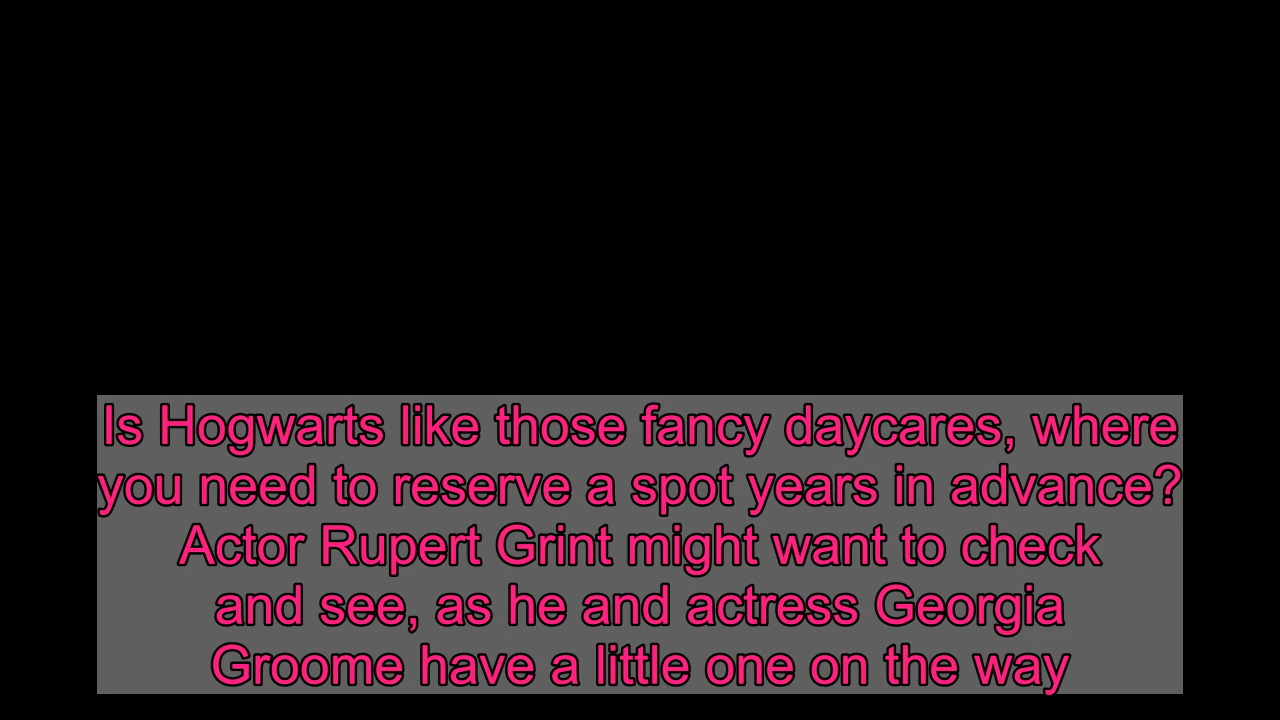 Is Hogwarts like those fancy daycares, where
you need to reserve a spot years in advance?
Actor Rupert Grint might want to check
and see, as he and actress Georgia
Groome have a little one on the way